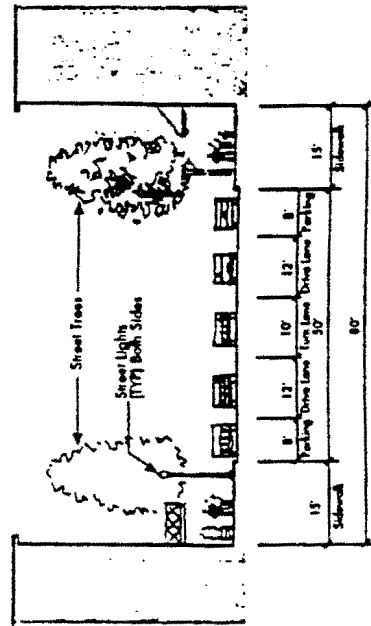 Street Trees
Street Lights
(TYP) Both Sides
15' 8' 12' 10' 12' 8' 15'
Sidewalk Parking Drive Lane Turn Lane Drive Lane Parking Sidewalk
50'
80'